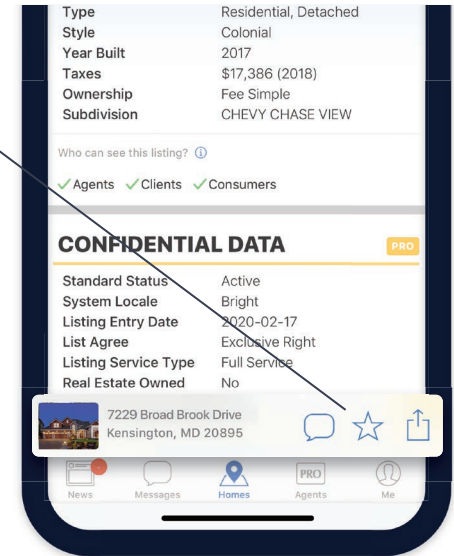 Type Residential, Detached
Style Colonial
Year Built 2017
Taxes $17,386 (2018)
Ownership Fee Simple
Subdivision CHEVY CHASE VIEW
Who can see this listing?
Agents Clients Consumers
CONFIDENTIAL DATA PRO
Standard Status Active
System Locale Bright
Listing Entry Date 2020-02-17
List Agree Exclusive Right
Listing Service Type Full Service
Real Estate Owned No
7229 Broad Brook Drive
Kensington, MD 20895
PRO
News Messages Homes Agents Me